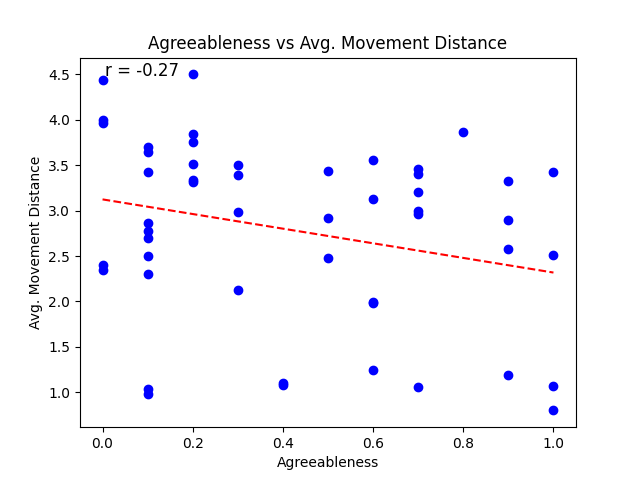 Agreeableness vs Avg. Movement Distance
r = -0.27
4.5
4.0
3.5
3.0
2.5
2.0
1.5
1.0
Avg. Movement Distance
0.0 0.2 0.4 0.6 0.8 1.0
Agreeableness